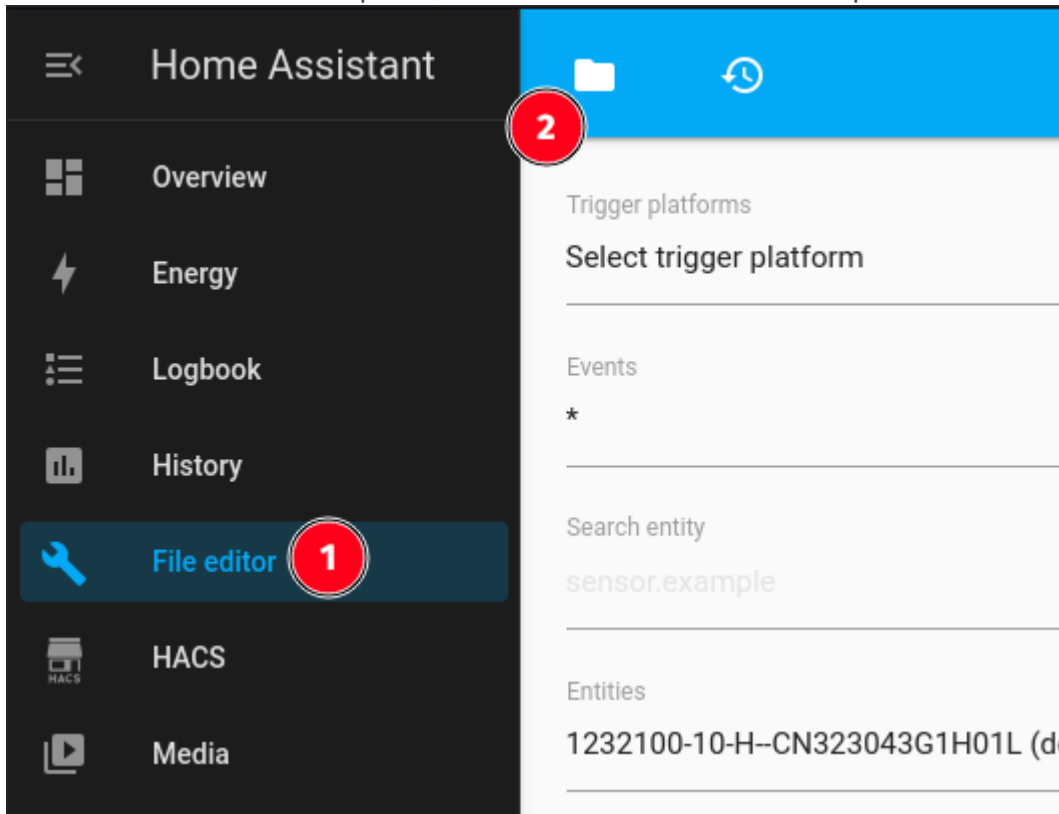 Home Assistant
2
Overview
Trigger platforms
Select trigger platform
Energy
Events
*
Logbook
History
Search entity
sensor.example
File editor
1
HACS
HACS
Entities
1232100-10-H--CN323043G1H01L (d
Media